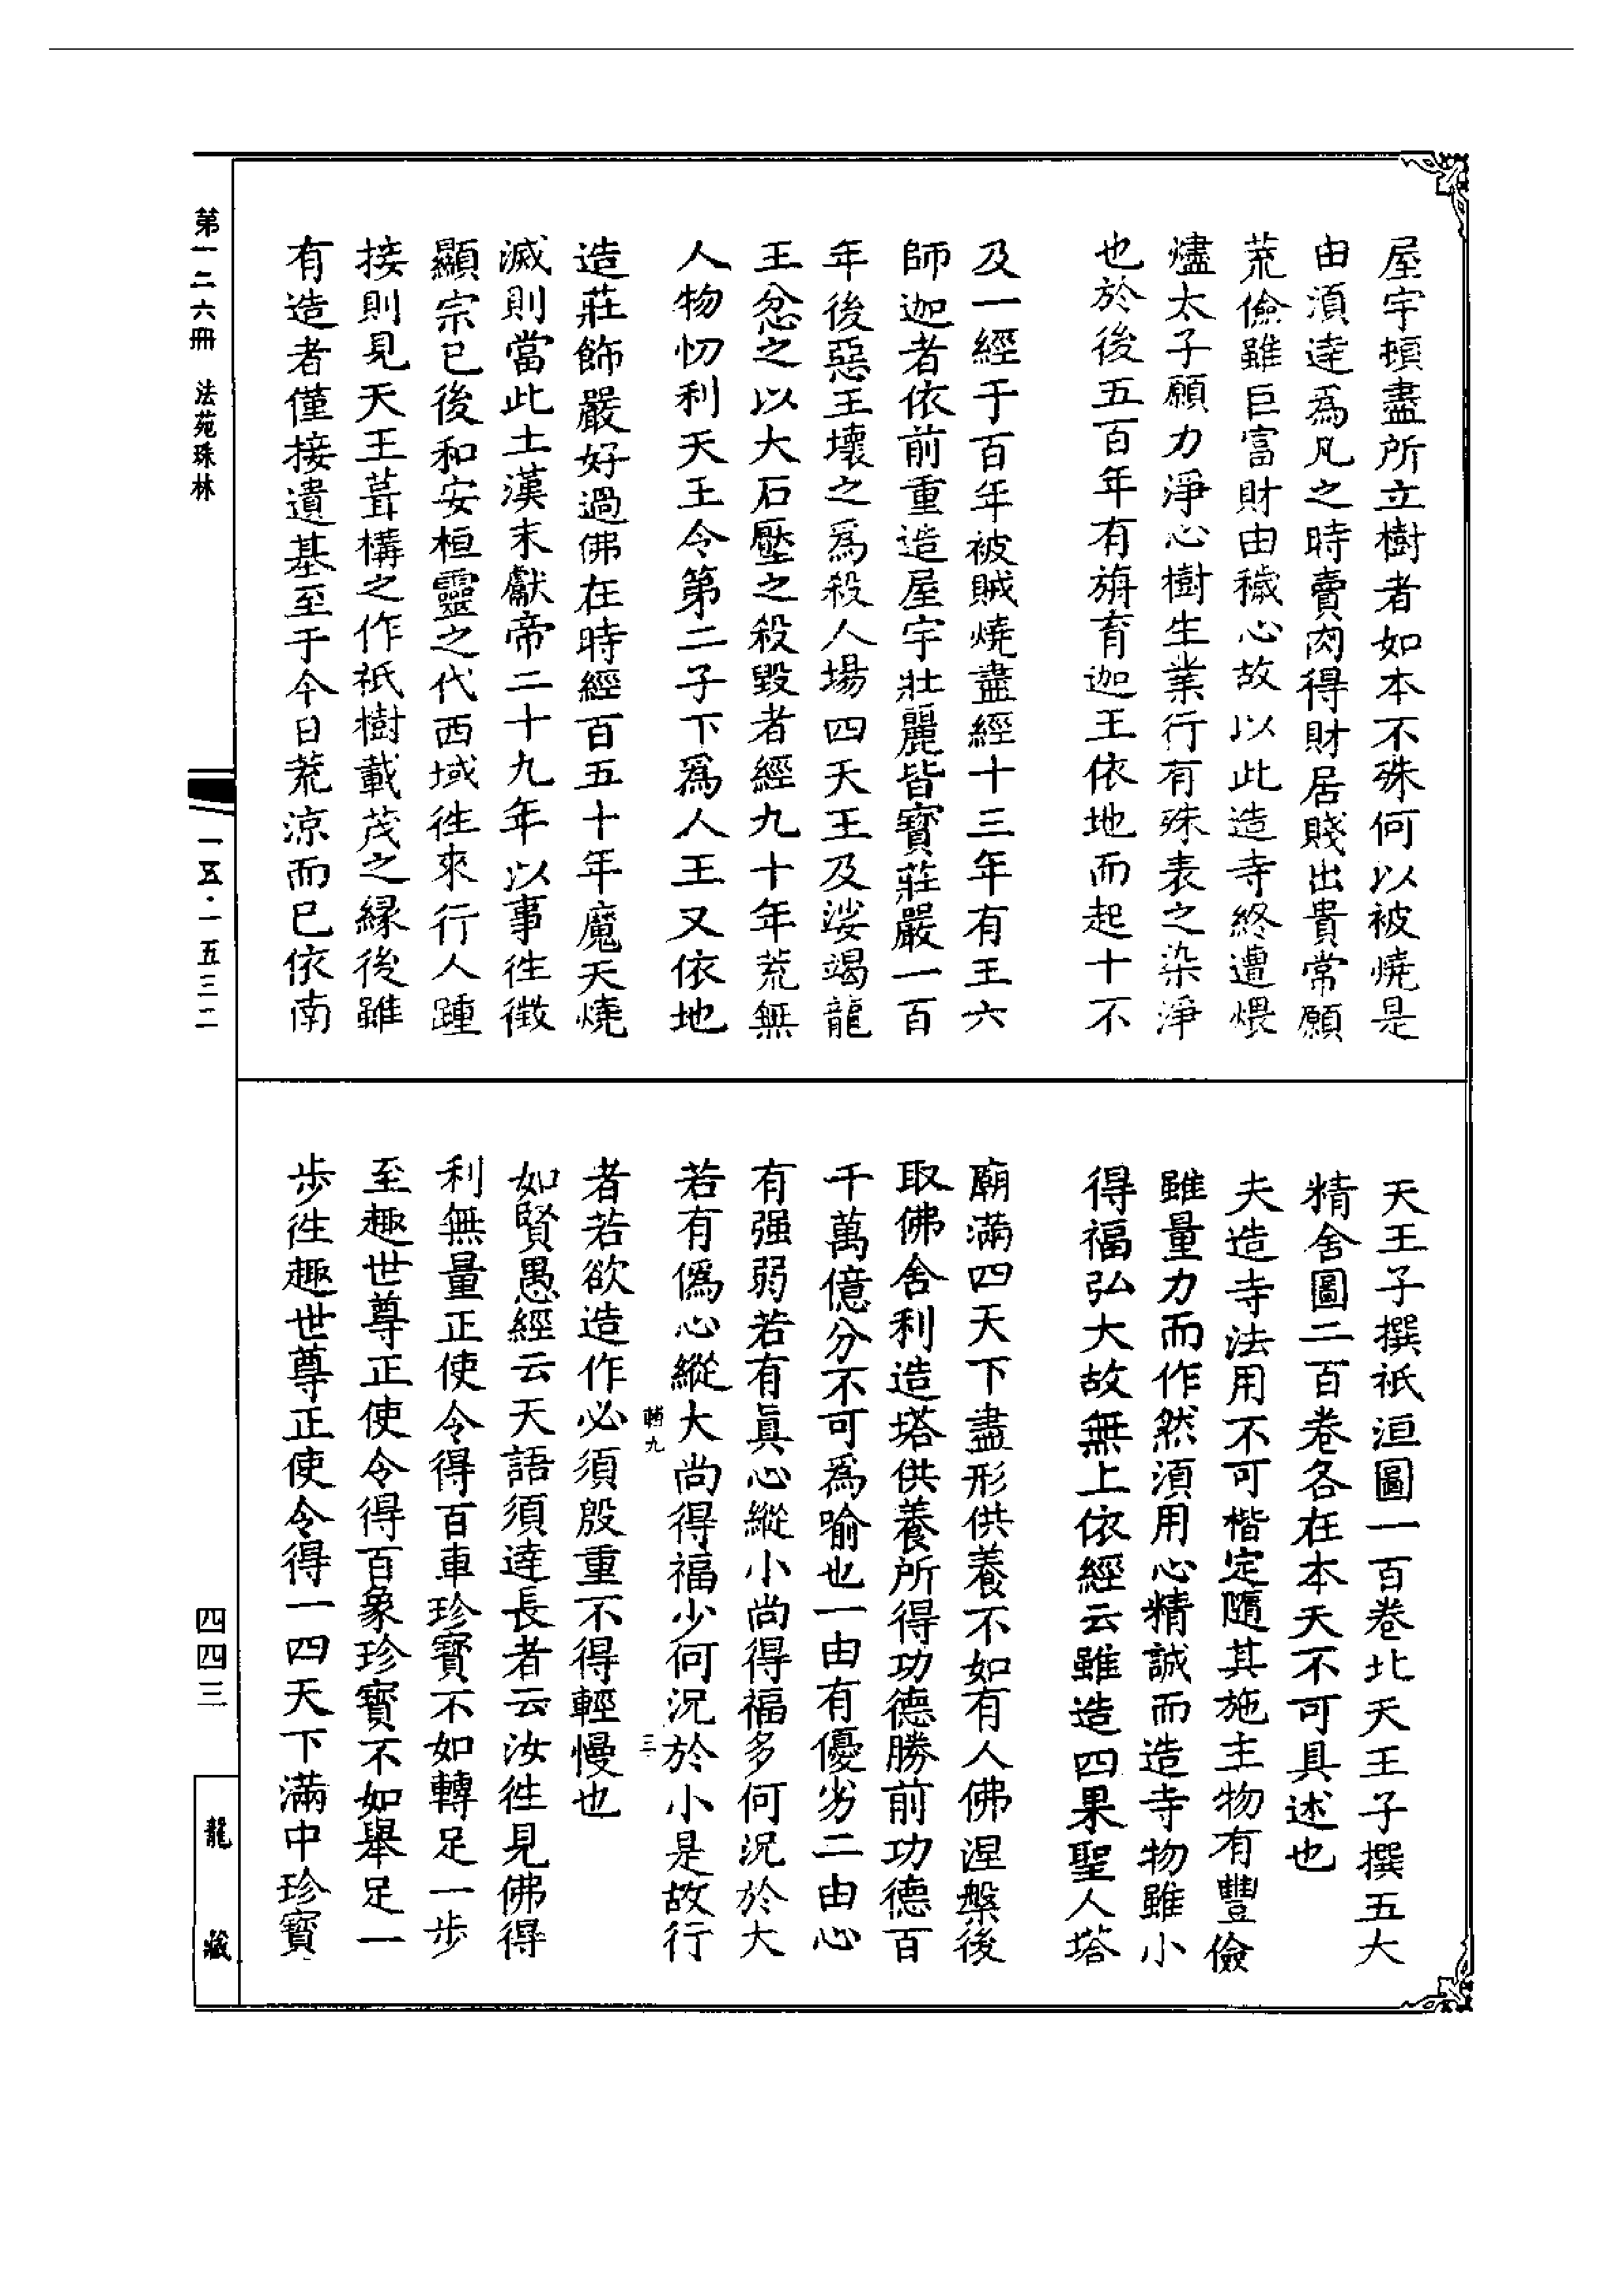 屋宇頓盡所立樹者如本不殊何以被燒是
由湏達爲凡之時賣肉得財居賤出貴常願
荒儉雖巨富財由穢心故以此造寺終遭煨
燼太子願力淨心樹生業行有殊表之染淨
也於後五百年有旃育迦王依地而起十不
及一經于百年被賊燒盡經十三年有王六
師迦者依前重造屋宇壯麗皆寶莊嚴一百
年後惡王壞之爲殺人場四天王及娑竭龍
王忿之以大石壓之殺毀者經九十年荒無
人物忉利天王令第二子下爲人王又依地
造莊飾嚴好過佛在時經百五十年魔天燒
滅則當此土漢末獻帝二十九年以事往徵
顯宗已後和安桓靈之代西域往來行人踵
接則見天王葺構之作祇樹載茂之緣後雖
有造者僅接遺基至于今日荒涼而已依南
天王子撰祇洹圖一百卷北天王子撰五大
精舍圖二百卷各在本天不可具述也
夫造寺法用不可楷定隨其施主物有豐儉
雖量力而作然湏用心精誠而造寺物雖小
得福弘大故無上依經云雖造四果聖人塔
廟滿四天下盡形供養不如有人佛涅槃後
取佛舍利造塔供養所得功德勝前功德百
千萬億分不可爲喻也一由有優劣二由心
有强弱若有眞心縱小尚得福多何況於大
若有僞心縱大尚得福少何況於小是故行
輔九 三
者若欲造作必須殷重不得輕慢也
如賢愚經云天語須達長者云汝往見佛得
利無量正使令得百車珍寶不如轉足一步
至趣世尊正使令得百象珍寶不如舉足一
步往趣世尊正使令得一四天下滿中珍寶
第一二六冊 法苑珠林
一五·一五三二
四四三
龍藏